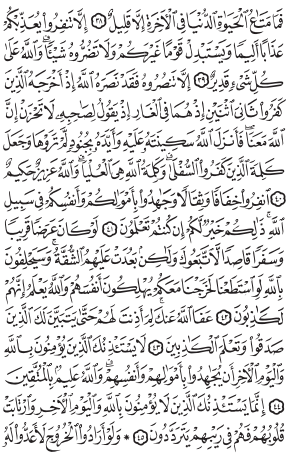 فَمَا مَتَٰعُ ٱلْحَيَوٰةِ ٱلدُّنْيَا فِى ٱلْءَاخِرَةِ إِلَّا قَلِيلٌ ٣٨ إِلَّا تَنفِرُوا۟ يُعَذِّبْكُمْ
عَذَابًا أَلِيمًا وَيَسْتَبْدِلْ قَوْمًا غَيْرَكُمْ وَلَا تَضُرُّوهُ شَيْـًٔا وَٱللَّهُ عَلَىٰ
كُلِّ شَىْءٍ قَدِيرٌ ٣٩ إِلَّا تَنصُرُوهُ فَقَدْ نَصَرَهُ ٱللَّهُ إِذْ أَخْرَجَهُ ٱلَّذِينَ
كَفَرُوا۟ ثَانِىَ ٱثْنَيْنِ إِذْ هُمَا فِى ٱلْغَارِ إِذْ يَقُولُ لِصَٰحِبِهِۦ لَا تَحْزَنْ إِنَّ
ٱللَّهَ مَعَنَا فَأَنزَلَ ٱللَّهُ سَكِينَتَهُۥ عَلَيْهِ وَأَيَّدَهُۥ بِجُنُودٍ لَّمْ تَرَوْهَا وَجَعَلَ
كَلِمَةَ ٱلَّذِينَ كَفَرُوا۟ ٱلسُّفْلَىٰ وَكَلِمَةُ ٱللَّهِ هِىَ ٱلْعُلْيَا وَٱللَّهُ عَزِيزٌ حَكِيمٌ
٤٠ ٱنفِرُوا۟ خِفَافًا وَثِقَالًا وَجَٰهِدُوا۟ بِأَمْوَٰلِكُمْ وَأَنفُسِكُمْ فِى سَبِيلِ
ٱللَّهِ ذَٰلِكُمْ خَيْرٌ لَّكُمْ إِن كُنتُمْ تَعْلَمُونَ ٤١ لَوْ كَانَ عَرَضًا قَرِيبًا
وَسَفَرًا قَاصِدًا لَّٱتَّبَعُوكَ وَلَٰكِنۢ بَعُدَتْ عَلَيْهِمُ ٱلشُّقَّةُ وَسَيَحْلِفُونَ
بِٱللَّهِ لَوِ ٱسْتَطَعْنَا لَخَرَجْنَا مَعَكُمْ يُهْلِكُونَ أَنفُسَهُمْ وَٱللَّهُ يَعْلَمُ إِنَّهُمْ
لَكَٰذِبُونَ ٤٢ عَفَا ٱللَّهُ عَنكَ لِمَ أَذِنتَ لَهُمْ حَتَّىٰ يَتَبَيَّنَ لَكَ ٱلَّذِينَ
صَدَقُوا۟ وَتَعْلَمَ ٱلْكَٰذِبِينَ ٤٣ لَا يَسْتَـْٔذِنُكَ ٱلَّذِينَ يُؤْمِنُونَ بِٱللَّهِ
وَٱلْيَوْمِ ٱلْءَاخِرِ أَن يُجَٰهِدُوا۟ بِأَمْوَٰلِهِمْ وَأَنفُسِهِمْ وَٱللَّهُ عَلِيمٌۢ بِٱلْمُتَّقِينَ
٤٤ إِنَّمَا يَسْتَـْٔذِنُكَ ٱلَّذِينَ لَا يُؤْمِنُونَ بِٱللَّهِ وَٱلْيَوْمِ ٱلْءَاخِرِ وَٱرْتَابَتْ
قُلُوبُهُمْ فَهُمْ فِى رَيْبِهِمْ يَتَرَدَّدُونَ ٤٥ ۞ وَلَوْ أَرَادُوا۟ ٱلْخُرُوجَ لَأَعَدُّوا۟ لَهُۥ